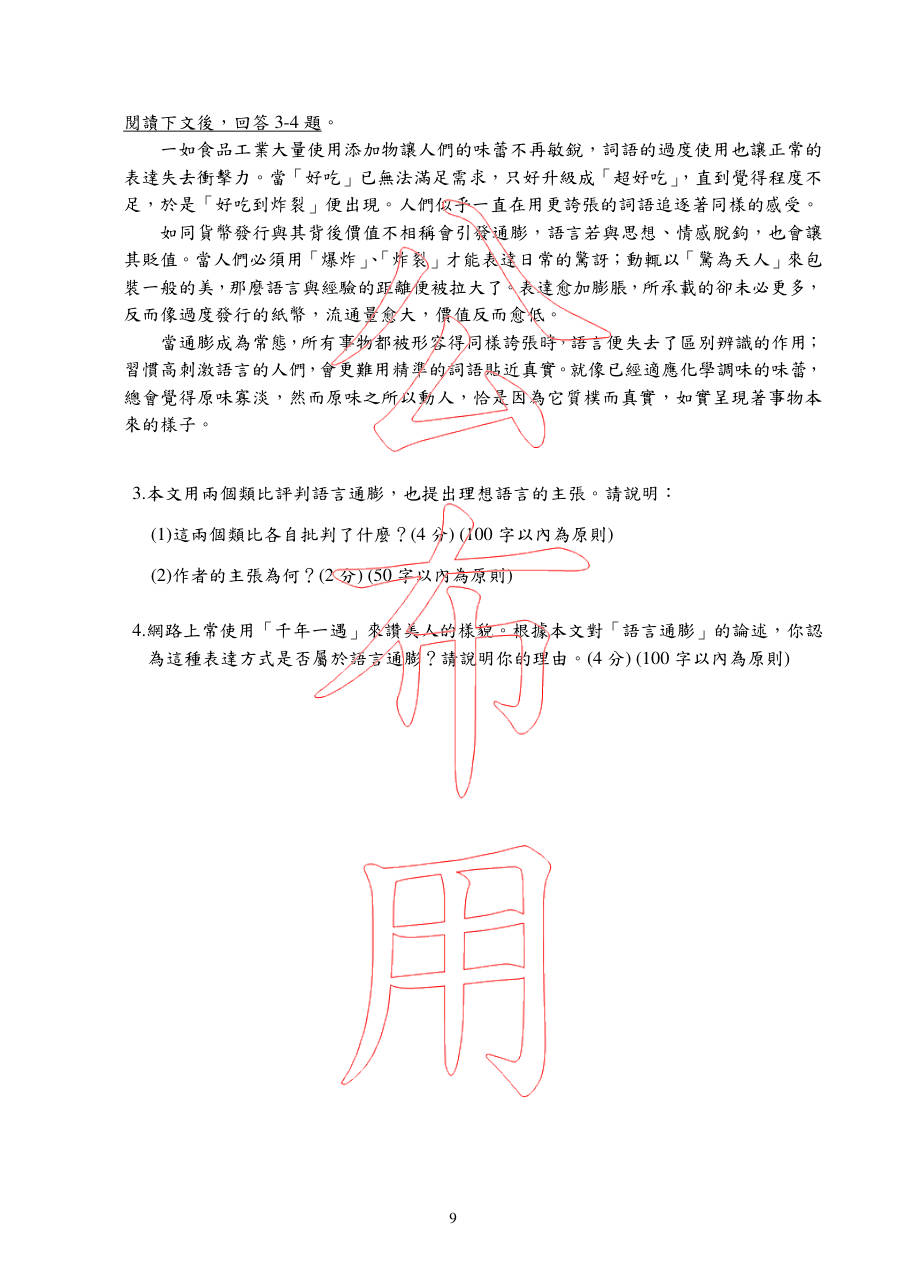 閱讀下文後，回答 3-4 題。
一如食品工業大量使用添加物讓人們的味蕾不再敏銳，詞語的過度使用也讓正常的
表達失去衝擊力。當「好吃」已無法滿足需求，只好升級成「超好吃」，直到覺得程度不
足，於是「好吃到炸裂」便出現。人們似乎一直在用更誇張的詞語追逐著同樣的感受。
如同貨幣發行與其背後價值不相稱會引發通膨，語言若與思想、情感脫鉤，也會讓
其貶值。當人們必須用「爆炸」、「炸裂」才能表達日常的驚訝；動輒以「驚為天人」來包
裝一般的美，那麼語言與經驗的距離便被拉大了。表達愈加膨脹，所承載的卻未必更多，
反而像過度發行的紙幣，流通量愈大，價值反而愈低。
當通膨成為常態，所有事物都被形容得同樣誇張時，語言便失去了區別辨識的作用；
習慣高刺激語言的人們，會更難用精準的詞語貼近真實。就像已經適應化學調味的味蕾，
總會覺得原味寡淡，然而原味之所以動人，恰是因為它質樸而真實，如實呈現著事物本
來的樣子。
3.本文用兩個類比評判語言通膨，也提出理想語言的主張。請說明：
(1)這兩個類比各自批判了什麼？(4 分) (100 字以內為原則)
(2)作者的主張為何？(2 分) (50 字以內為原則)
4.網路上常使用「千年一遇」來讚美人的樣貌。根據本文對「語言通膨」的論述，你認
為這種表達方式是否屬於語言通膨？請說明你的理由。(4 分) (100 字以內為原則)
公
布
用
9